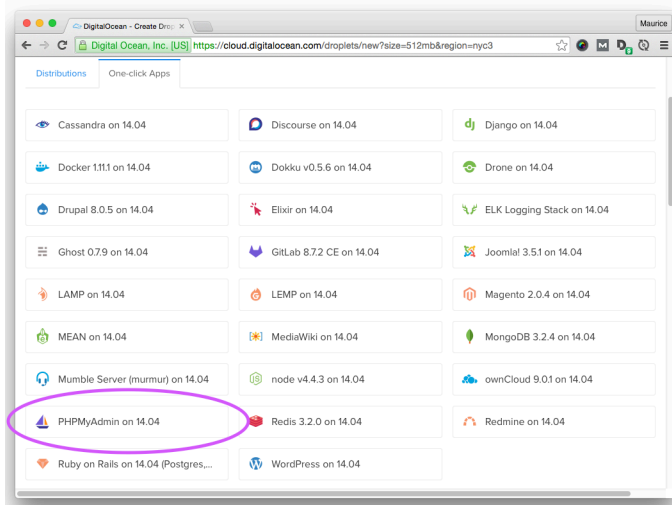 DigitalOcean - Create Drop
Maurice
Digital Ocean, Inc. [US] https://cloud.digitalocean.com/droplets/new?size=512mb&region=nyc3
Distributions One-click Apps
Cassandra on 14.04 Discourse on 14.04 Django on 14.04
Docker 1.11.1 on 14.04 Dokku v0.5.6 on 14.04 Drone on 14.04
Drupal 8.0.5 on 14.04 Elixir on 14.04 ELK Logging Stack on 14.04
Ghost 0.7.9 on 14.04 GitLab 8.7.2 CE on 14.04 Joomla! 3.5.1 on 14.04
LAMP on 14.04 LEMP on 14.04 Magento 2.0.4 on 14.04
MEAN on 14.04 MediaWiki on 14.04 MongoDB 3.2.4 on 14.04
Mumble Server (murmur) on 14.04 node v4.4.3 on 14.04 ownCloud 9.0.1 on 14.04
PHPMyAdmin on 14.04 Redis 3.2.0 on 14.04 Redmine on 14.04
Ruby on Rails on 14.04 (Postgres,... WordPress on 14.04